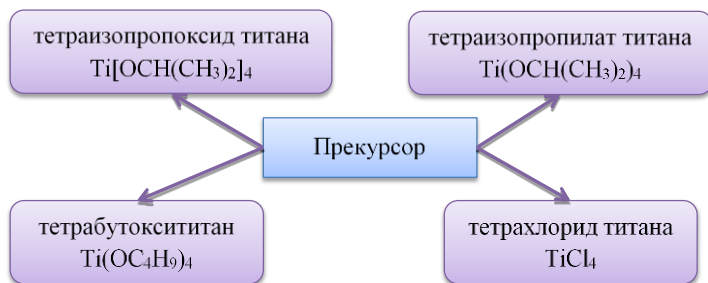 тетраизопропоксид титана
Ti[OCH(CH₃)₂]₄
тетраизопропилат титана
Ti(OCH(CH₃)₂)₄
Прекурсор
тетрабутоксититан
Ti(OC₄H₉)₄
тетрахлорид титана
TiCl₄